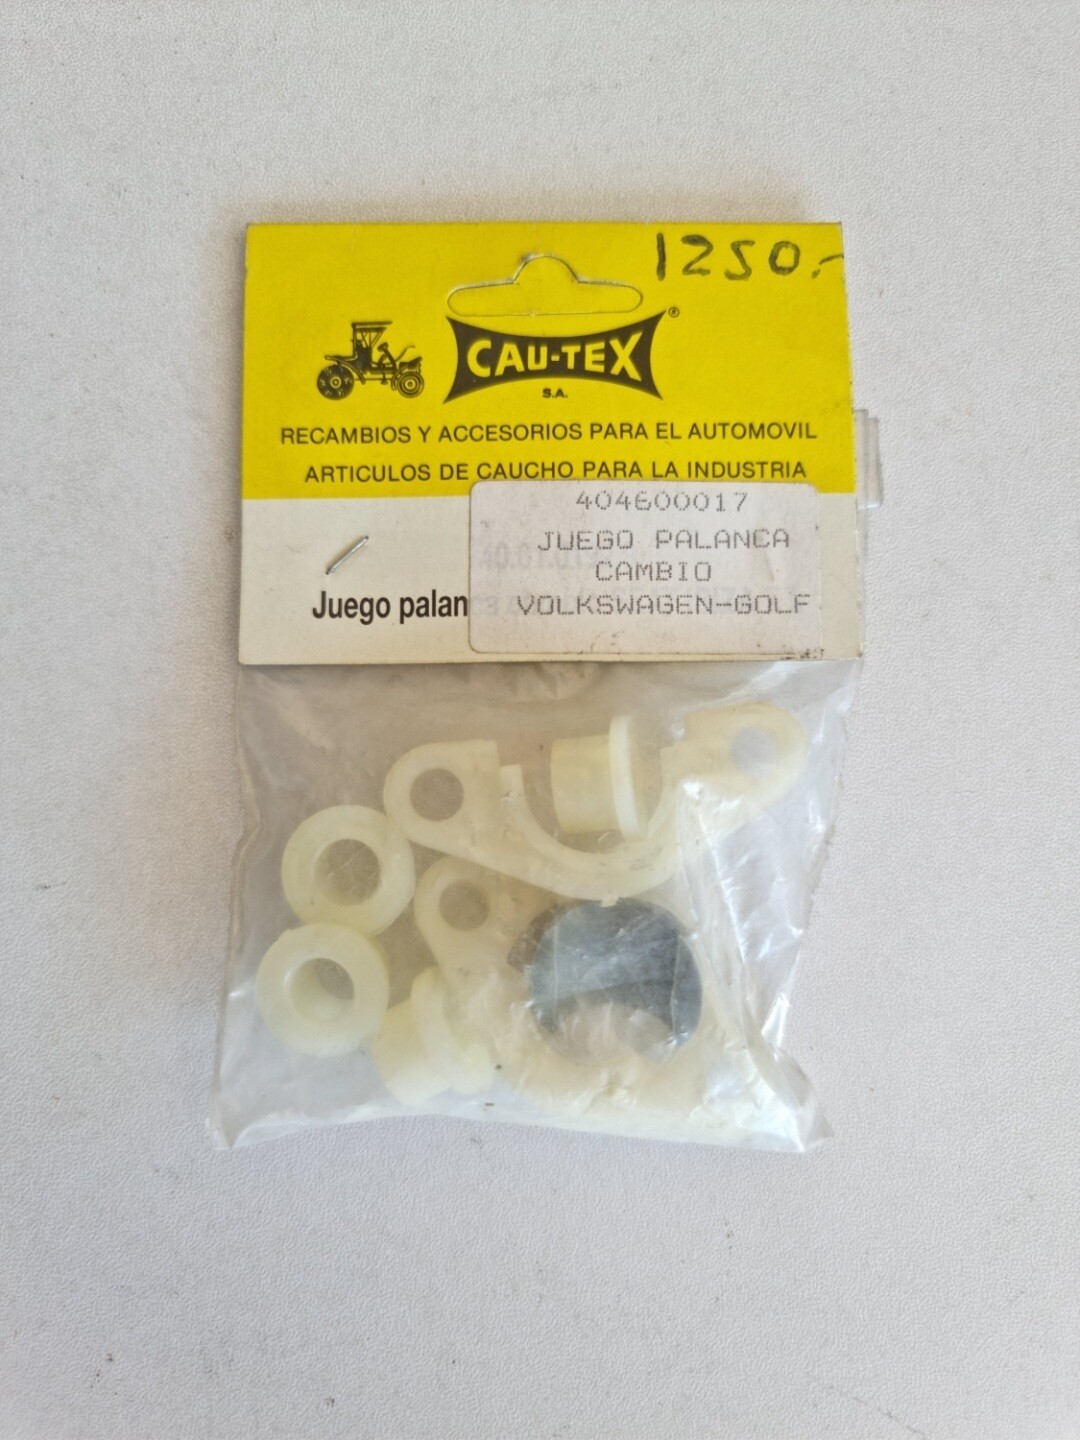 1250.-
CAU-TEX®
S.A.
RECAMBIOS Y ACCESORIOS PARA EL AUTOMOVIL
ARTICULOS DE CAUCHO PARA LA INDUSTRIA
404600017
JUEGO PALANCA
CAMBIO
VOLKSWAGEN-GOLF
Juego palan